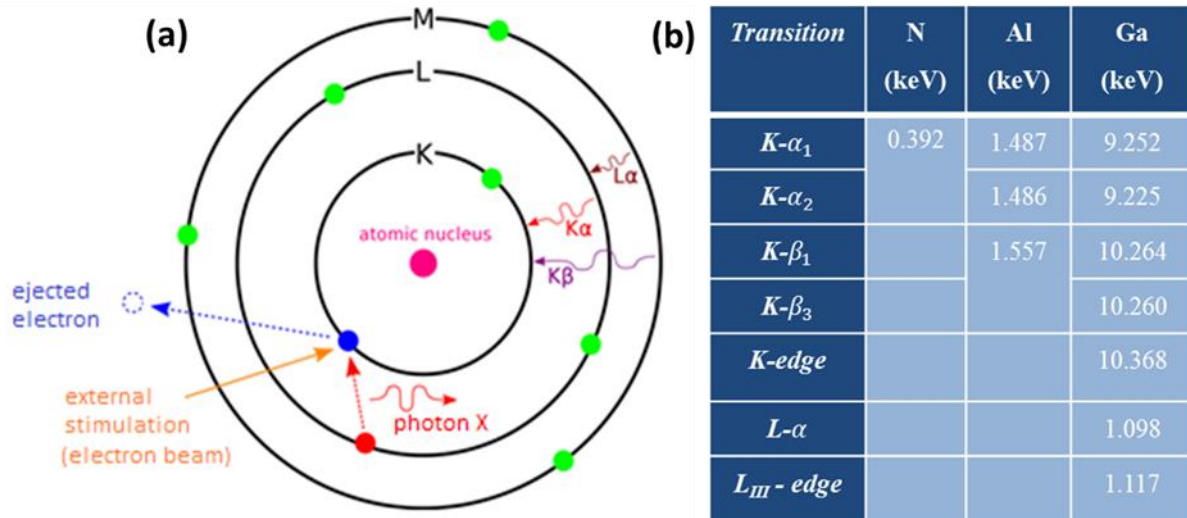 (a)
M
L
K
Lα
Kα
Kβ
atomic nucleus
ejected
electron
external
stimulation
(electron beam)
photon X
(b)
Transition N Al Ga
(keV) (keV) (keV)
K-α₁ 0.392 1.487 9.252
K-α₂ 1.486 9.225
K-β₁ 1.557 10.264
K-β₃ 10.260
K-edge 10.368
L-α 1.098
L_III - edge 1.117